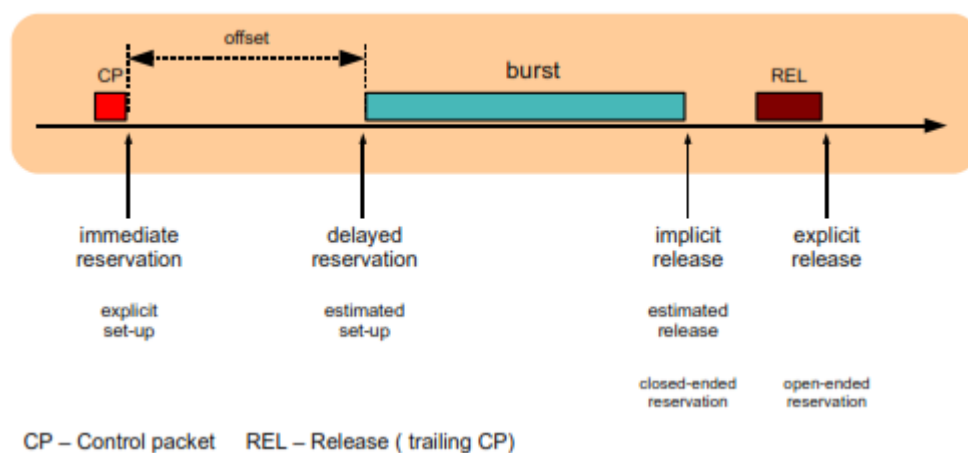 offset
CP
burst
REL
immediate
reservation
delayed
reservation
implicit
release
explicit
release
explicit
set-up
estimated
set-up
estimated
release
closed-ended
reservation
open-ended
reservation
CP – Control packet REL – Release ( trailing CP)